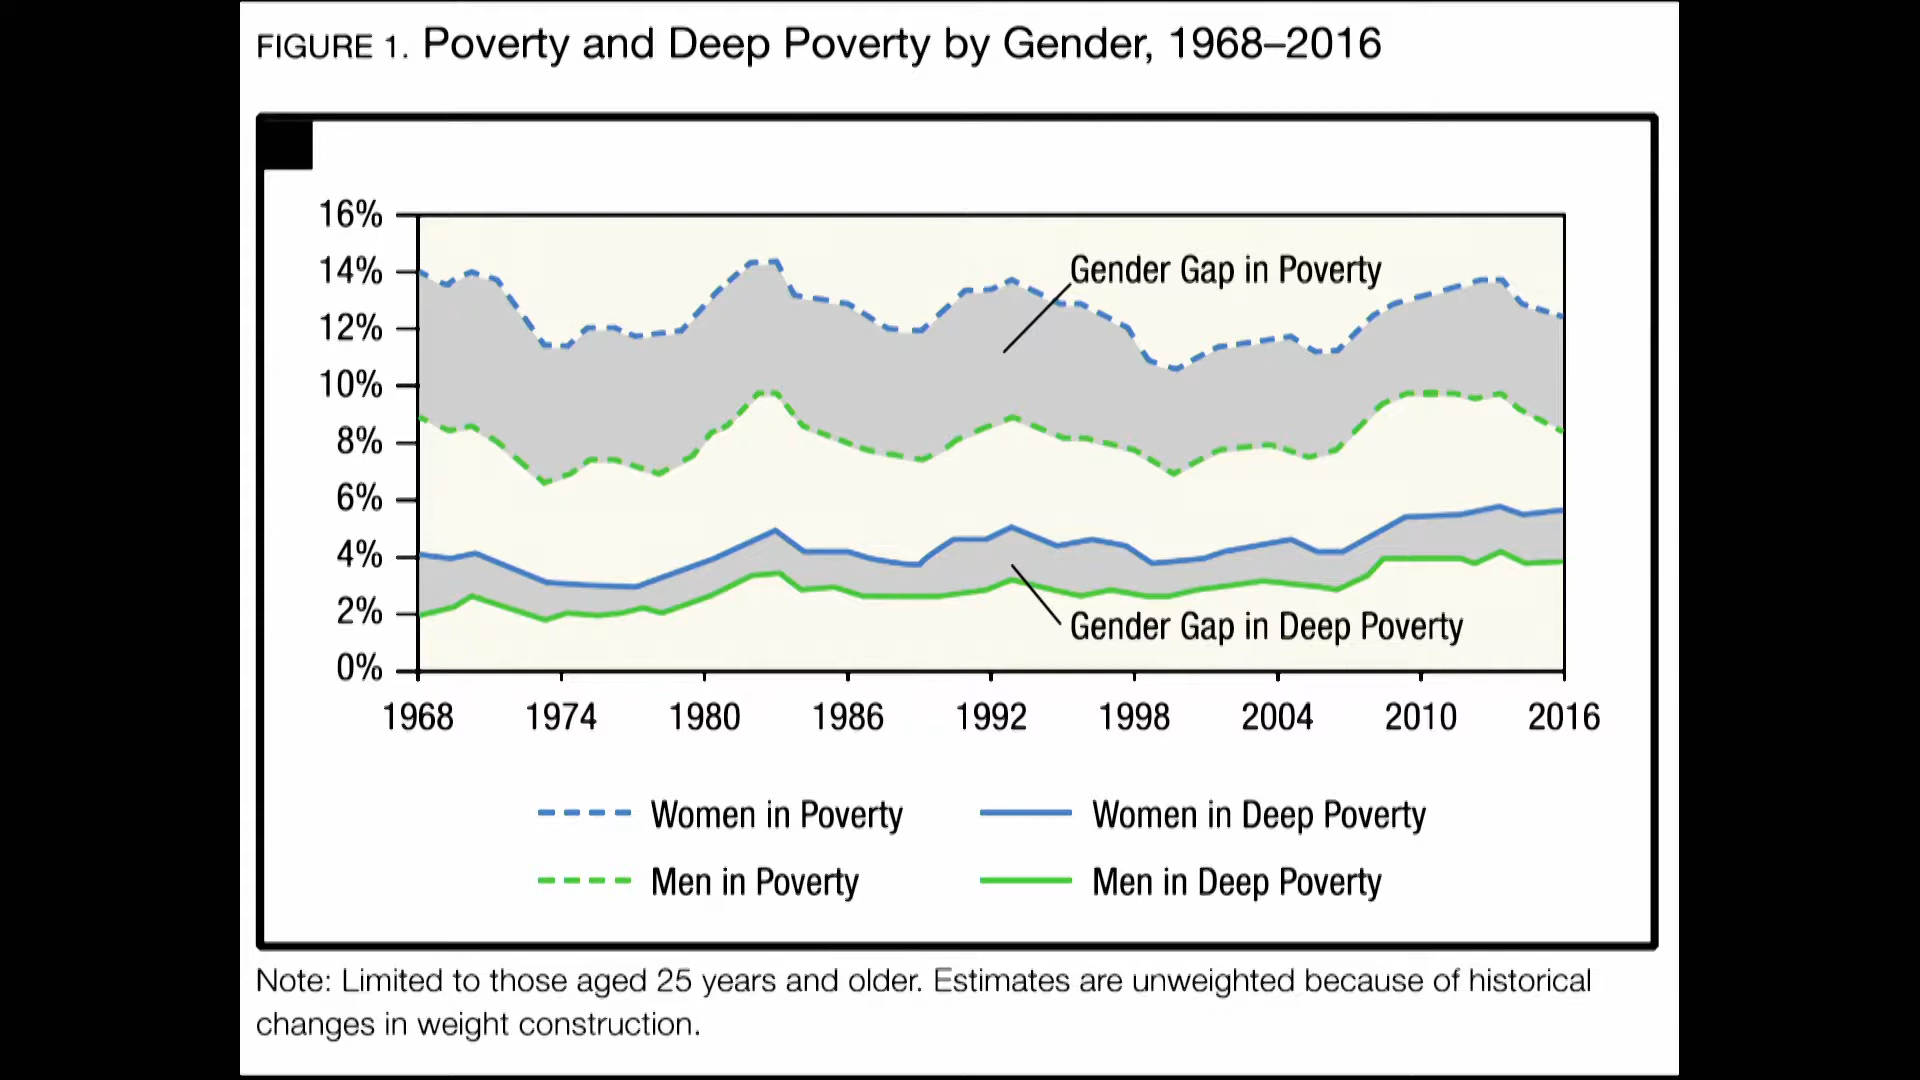 FIGURE 1. Poverty and Deep Poverty by Gender, 1968–2016
16%
14%
12%
10%
8%
6%
4%
2%
0%
Gender Gap in Poverty
Gender Gap in Deep Poverty
1968 1974 1980 1986 1992 1998 2004 2010 2016
Women in Poverty Women in Deep Poverty
Men in Poverty Men in Deep Poverty
Note: Limited to those aged 25 years and older. Estimates are unweighted because of historical
changes in weight construction.